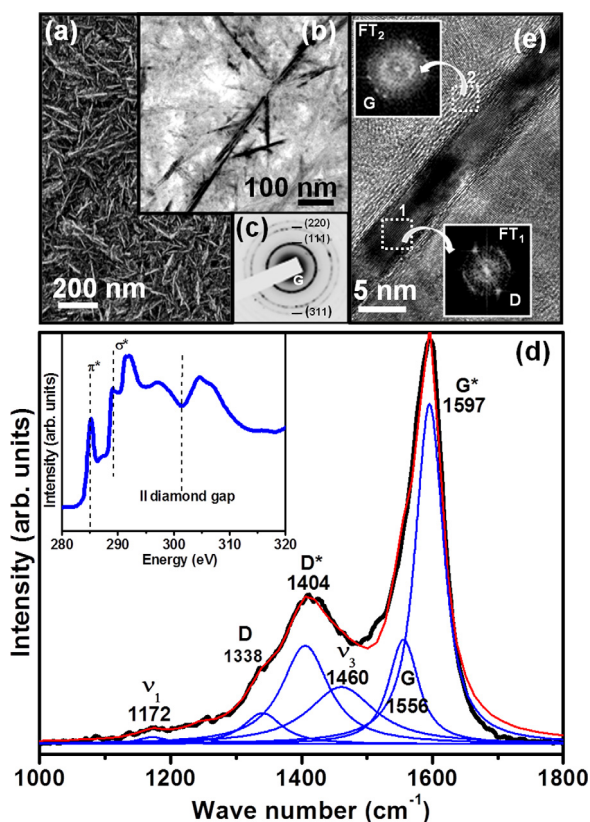 (a)
200 nm
(b)
100 nm
(c)
(220)
(111)
G
(311)
(e)
FT2
G
2
1
FT1
D
5 nm
(d)
Intensity (arb. units)
π*
σ*
II diamond gap
280 290 300 310 320
Energy (eV)
Intensity (arb. units)
ν1
1172
D
1338
D*
1404
ν3
1460
G
1556
G*
1597
1000 1200 1400 1600 1800
Wave number (cm-1)